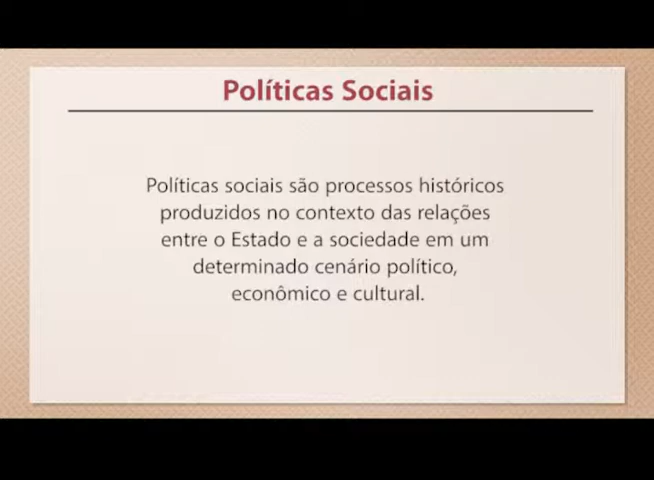 Políticas Sociais
Políticas sociais são processos históricos
produzidos no contexto das relações
entre o Estado e a sociedade em um
determinado cenário político,
econômico e cultural.